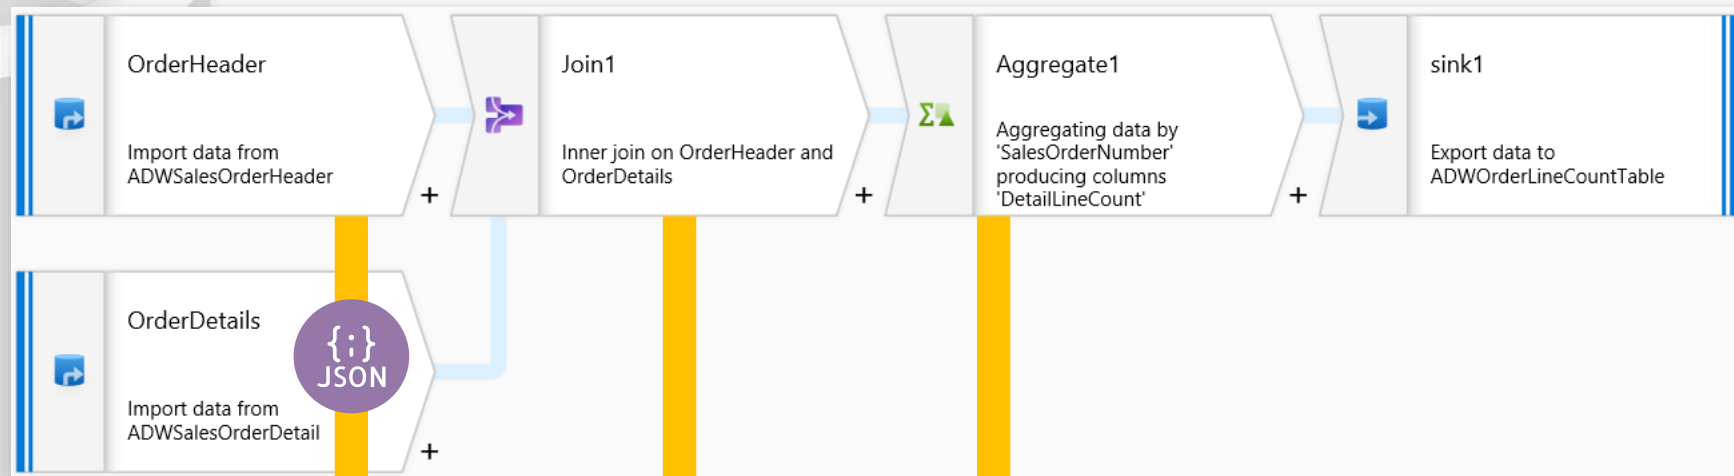 OrderHeader
Import data from
ADWSalesOrderHeader
+
Join1
Inner join on OrderHeader and
OrderDetails
+
Aggregate1
Aggregating data by
'SalesOrderNumber'
producing columns
'DetailLineCount'
+
sink1
Export data to
ADWOrderLineCountTable
OrderDetails
Import data from
ADWSalesOrderDetail
+
{;}
JSON